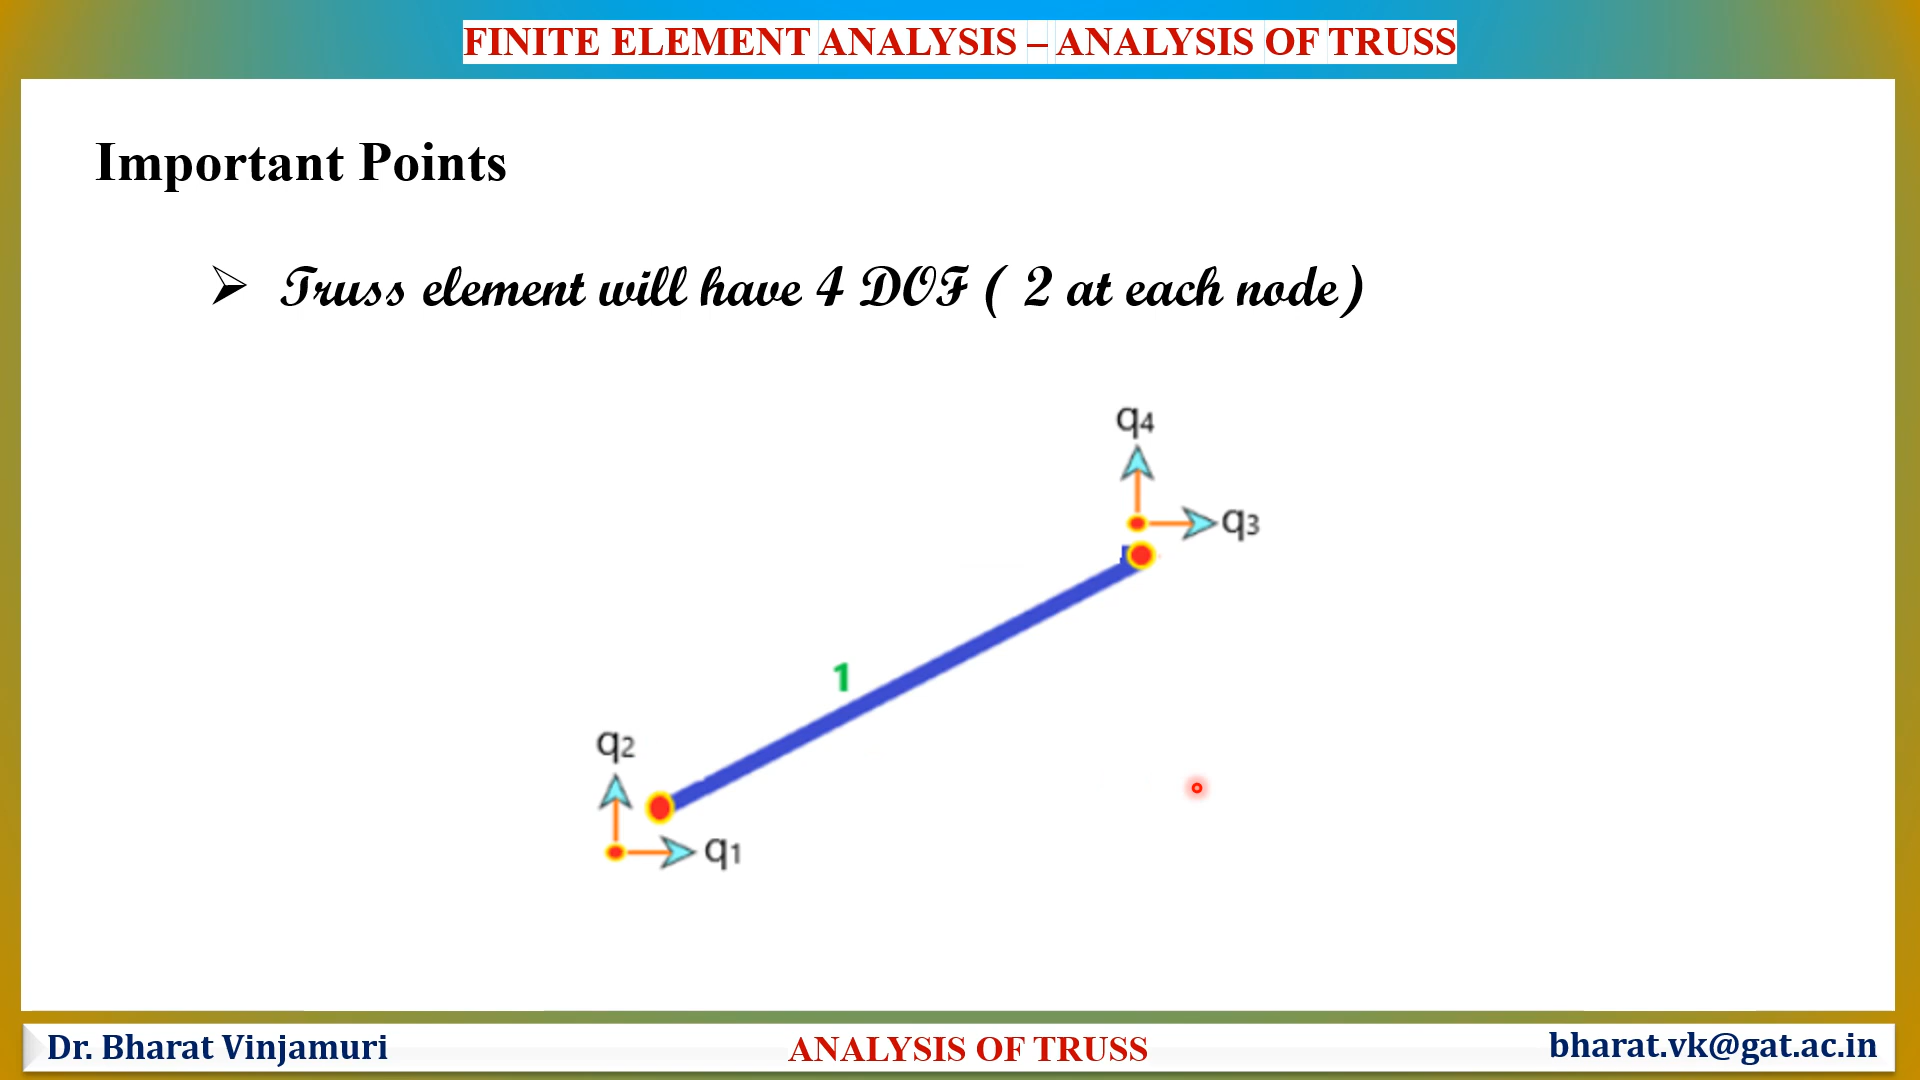 FINITE ELEMENT ANALYSIS – ANALYSIS OF TRUSS
Important Points
➢ Truss element will have 4 DOF ( 2 at each node)
q4
q3
1
q2
q1
Dr. Bharat Vinjamuri
ANALYSIS OF TRUSS
bharat.vk@gat.ac.in